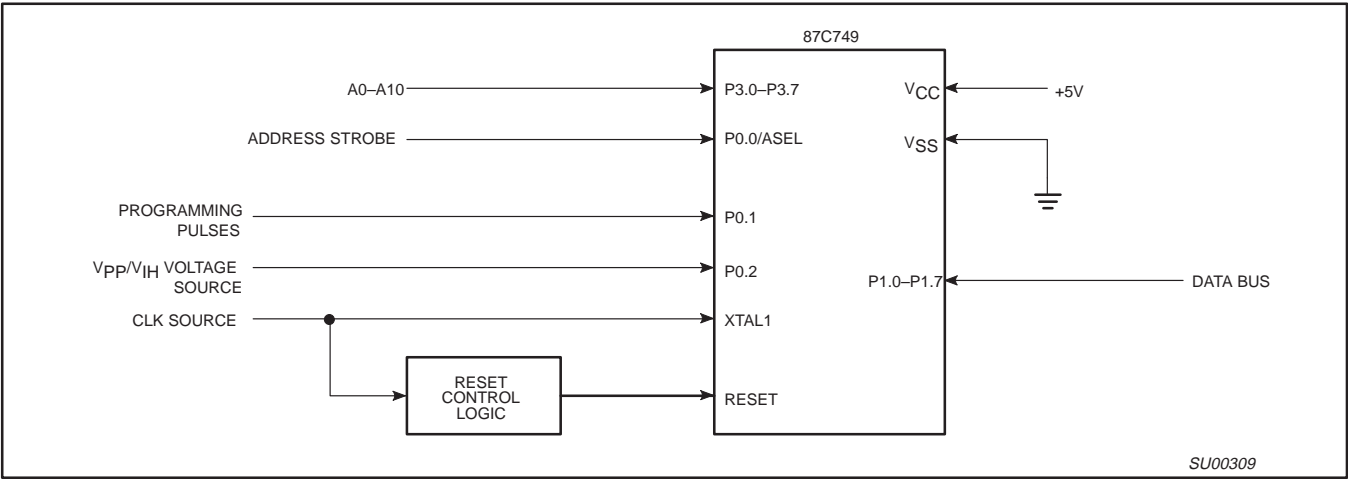 87C749
A0–A10
P3.0–P3.7
VCC
+5V
ADDRESS STROBE
P0.0/ASEL
VSS
PROGRAMMING
PULSES
P0.1
VPP/VIH VOLTAGE
SOURCE
P0.2
P1.0–P1.7
DATA BUS
CLK SOURCE
XTAL1
RESET
CONTROL
LOGIC
RESET
SU00309